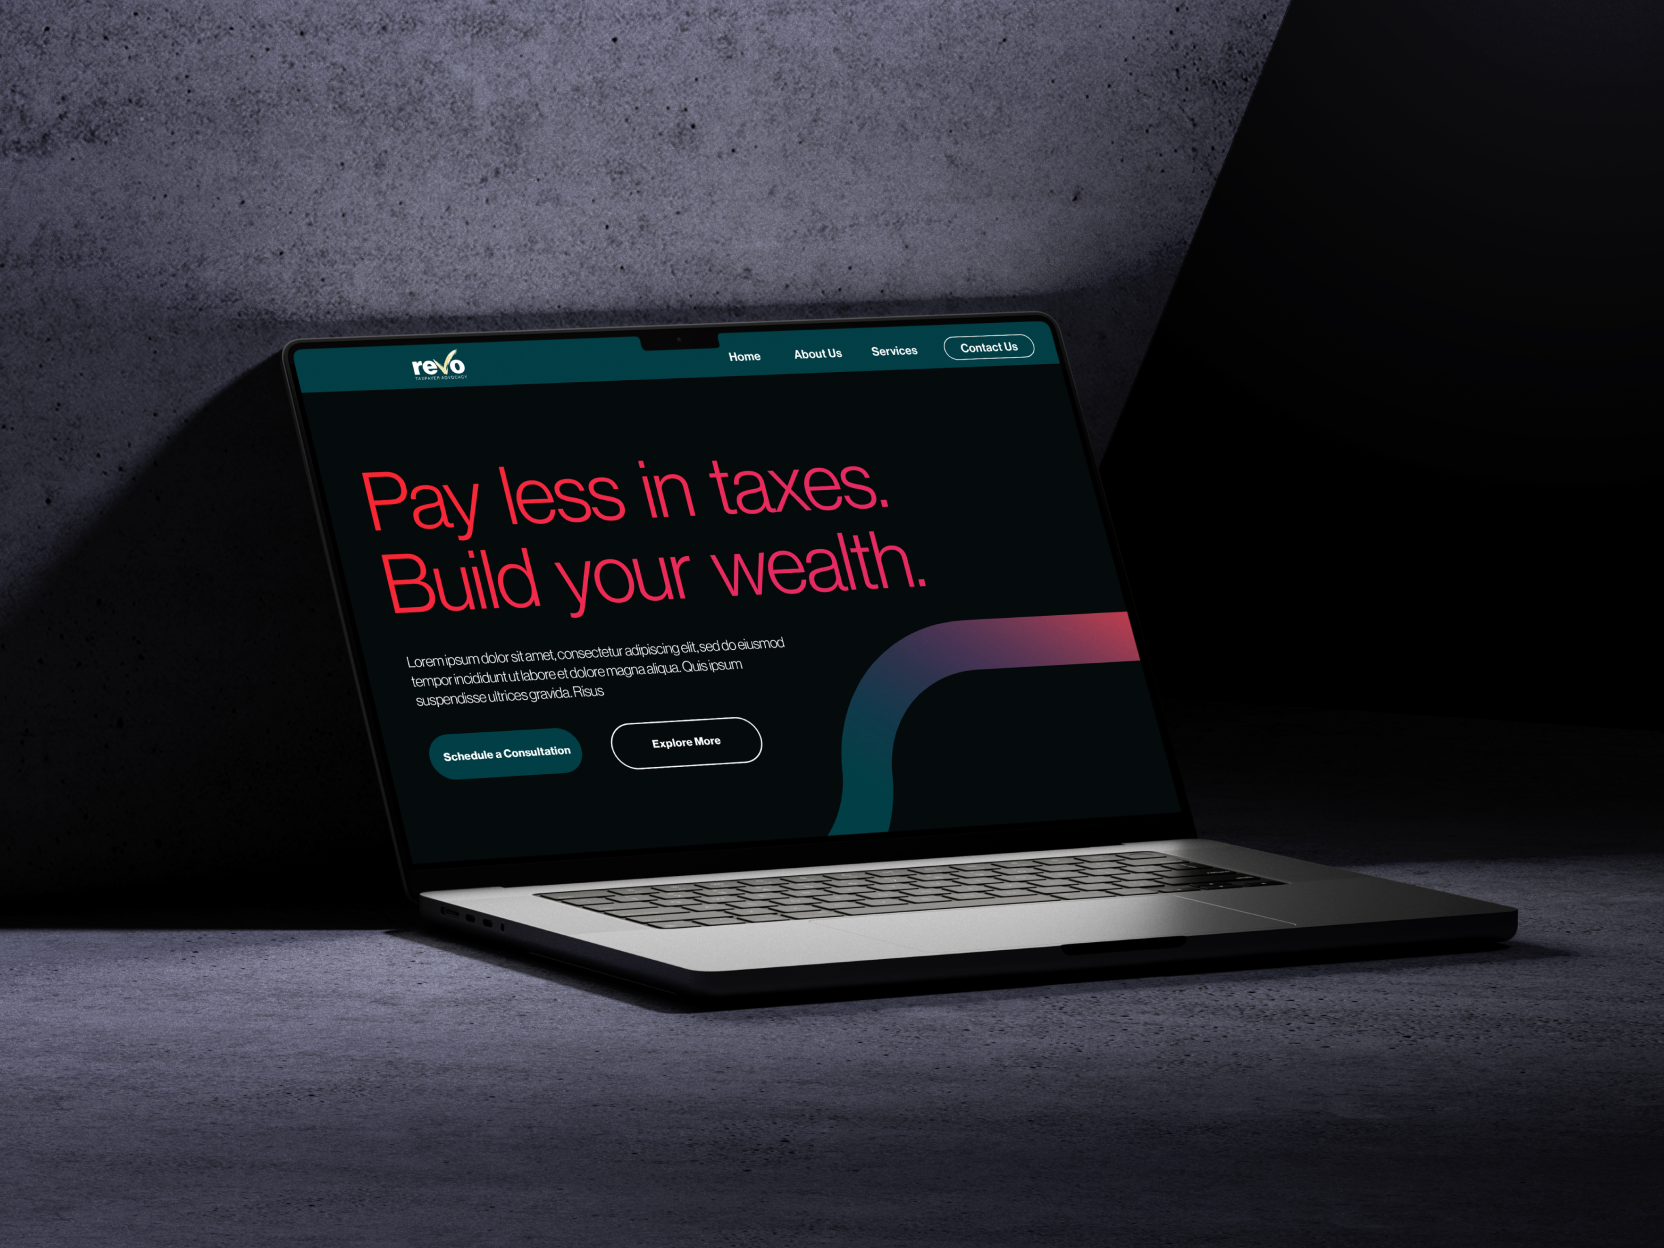 revo
TAXPAYER ADVOCACY
Home
About Us
Services
Contact Us
Pay less in taxes.
Build your wealth.
Lorem ipsum dolor sit amet, consectetur adipiscing elit, sed do eiusmod
tempor incididunt ut labore et dolore magna aliqua. Quis ipsum
suspendisse ultrices gravida. Risus
Schedule a Consultation
Explore More